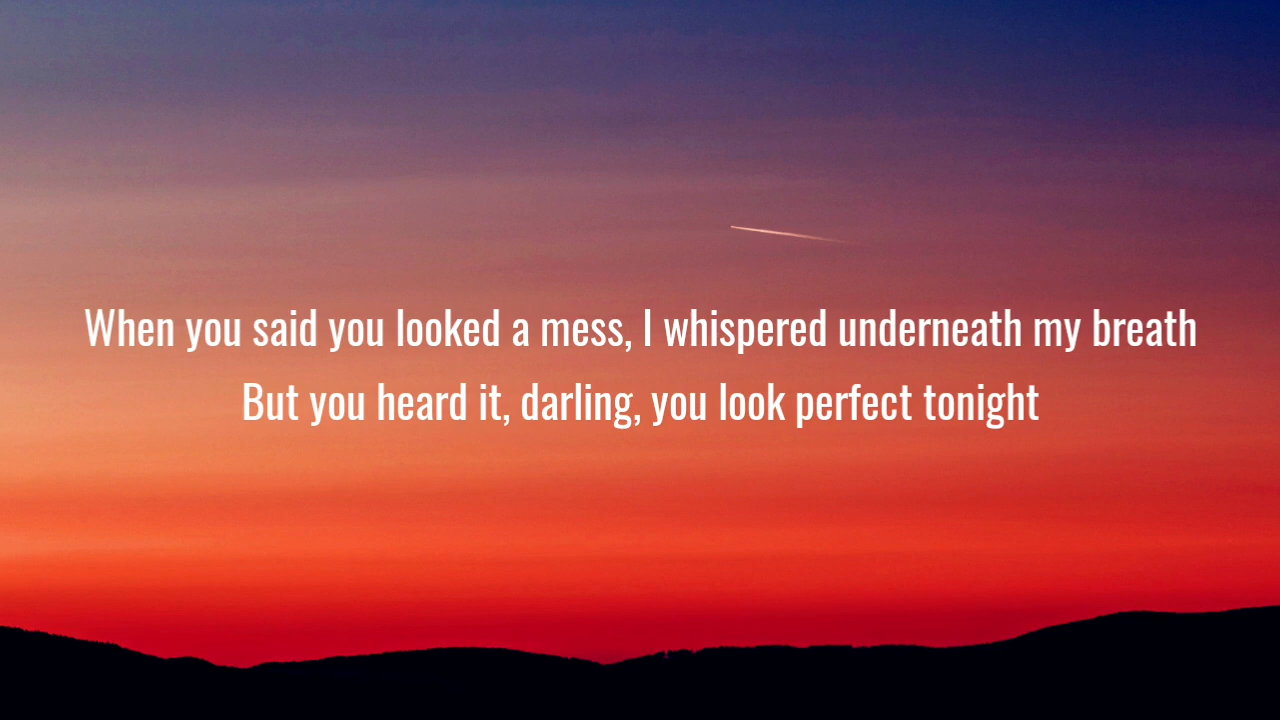 When you said you looked a mess, I whispered underneath my breath
But you heard it, darling, you look perfect tonight